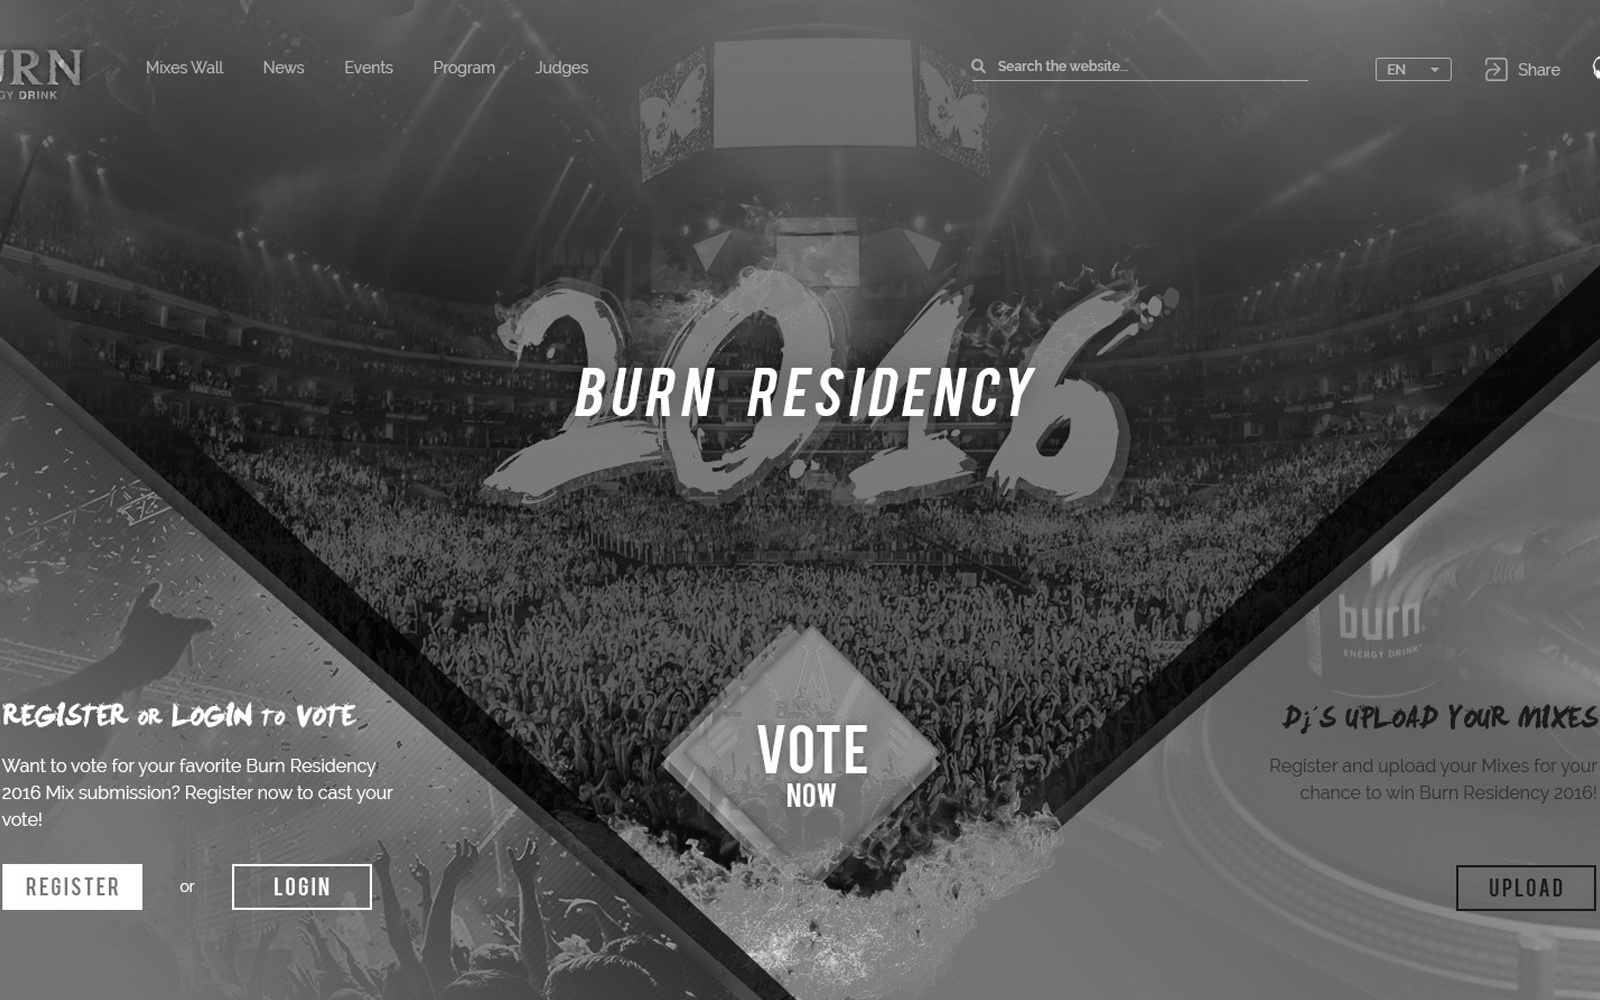 URN
GY DRINK
Mixes Wall
News
Events
Program
Judges
Search the website...
EN
Share
2016
BURN RESIDENCY
burn
ENERGY DRINK
VOTE
NOW
REGISTER OR LOGIN TO VOTE
Want to vote for your favorite Burn Residency
2016 Mix submission? Register now to cast your
vote!
REGISTER
or
LOGIN
Dj'S UPLOAD YOUR MIXES
Register and upload your Mixes for your
chance to win Burn Residency 2016!
UPLOAD